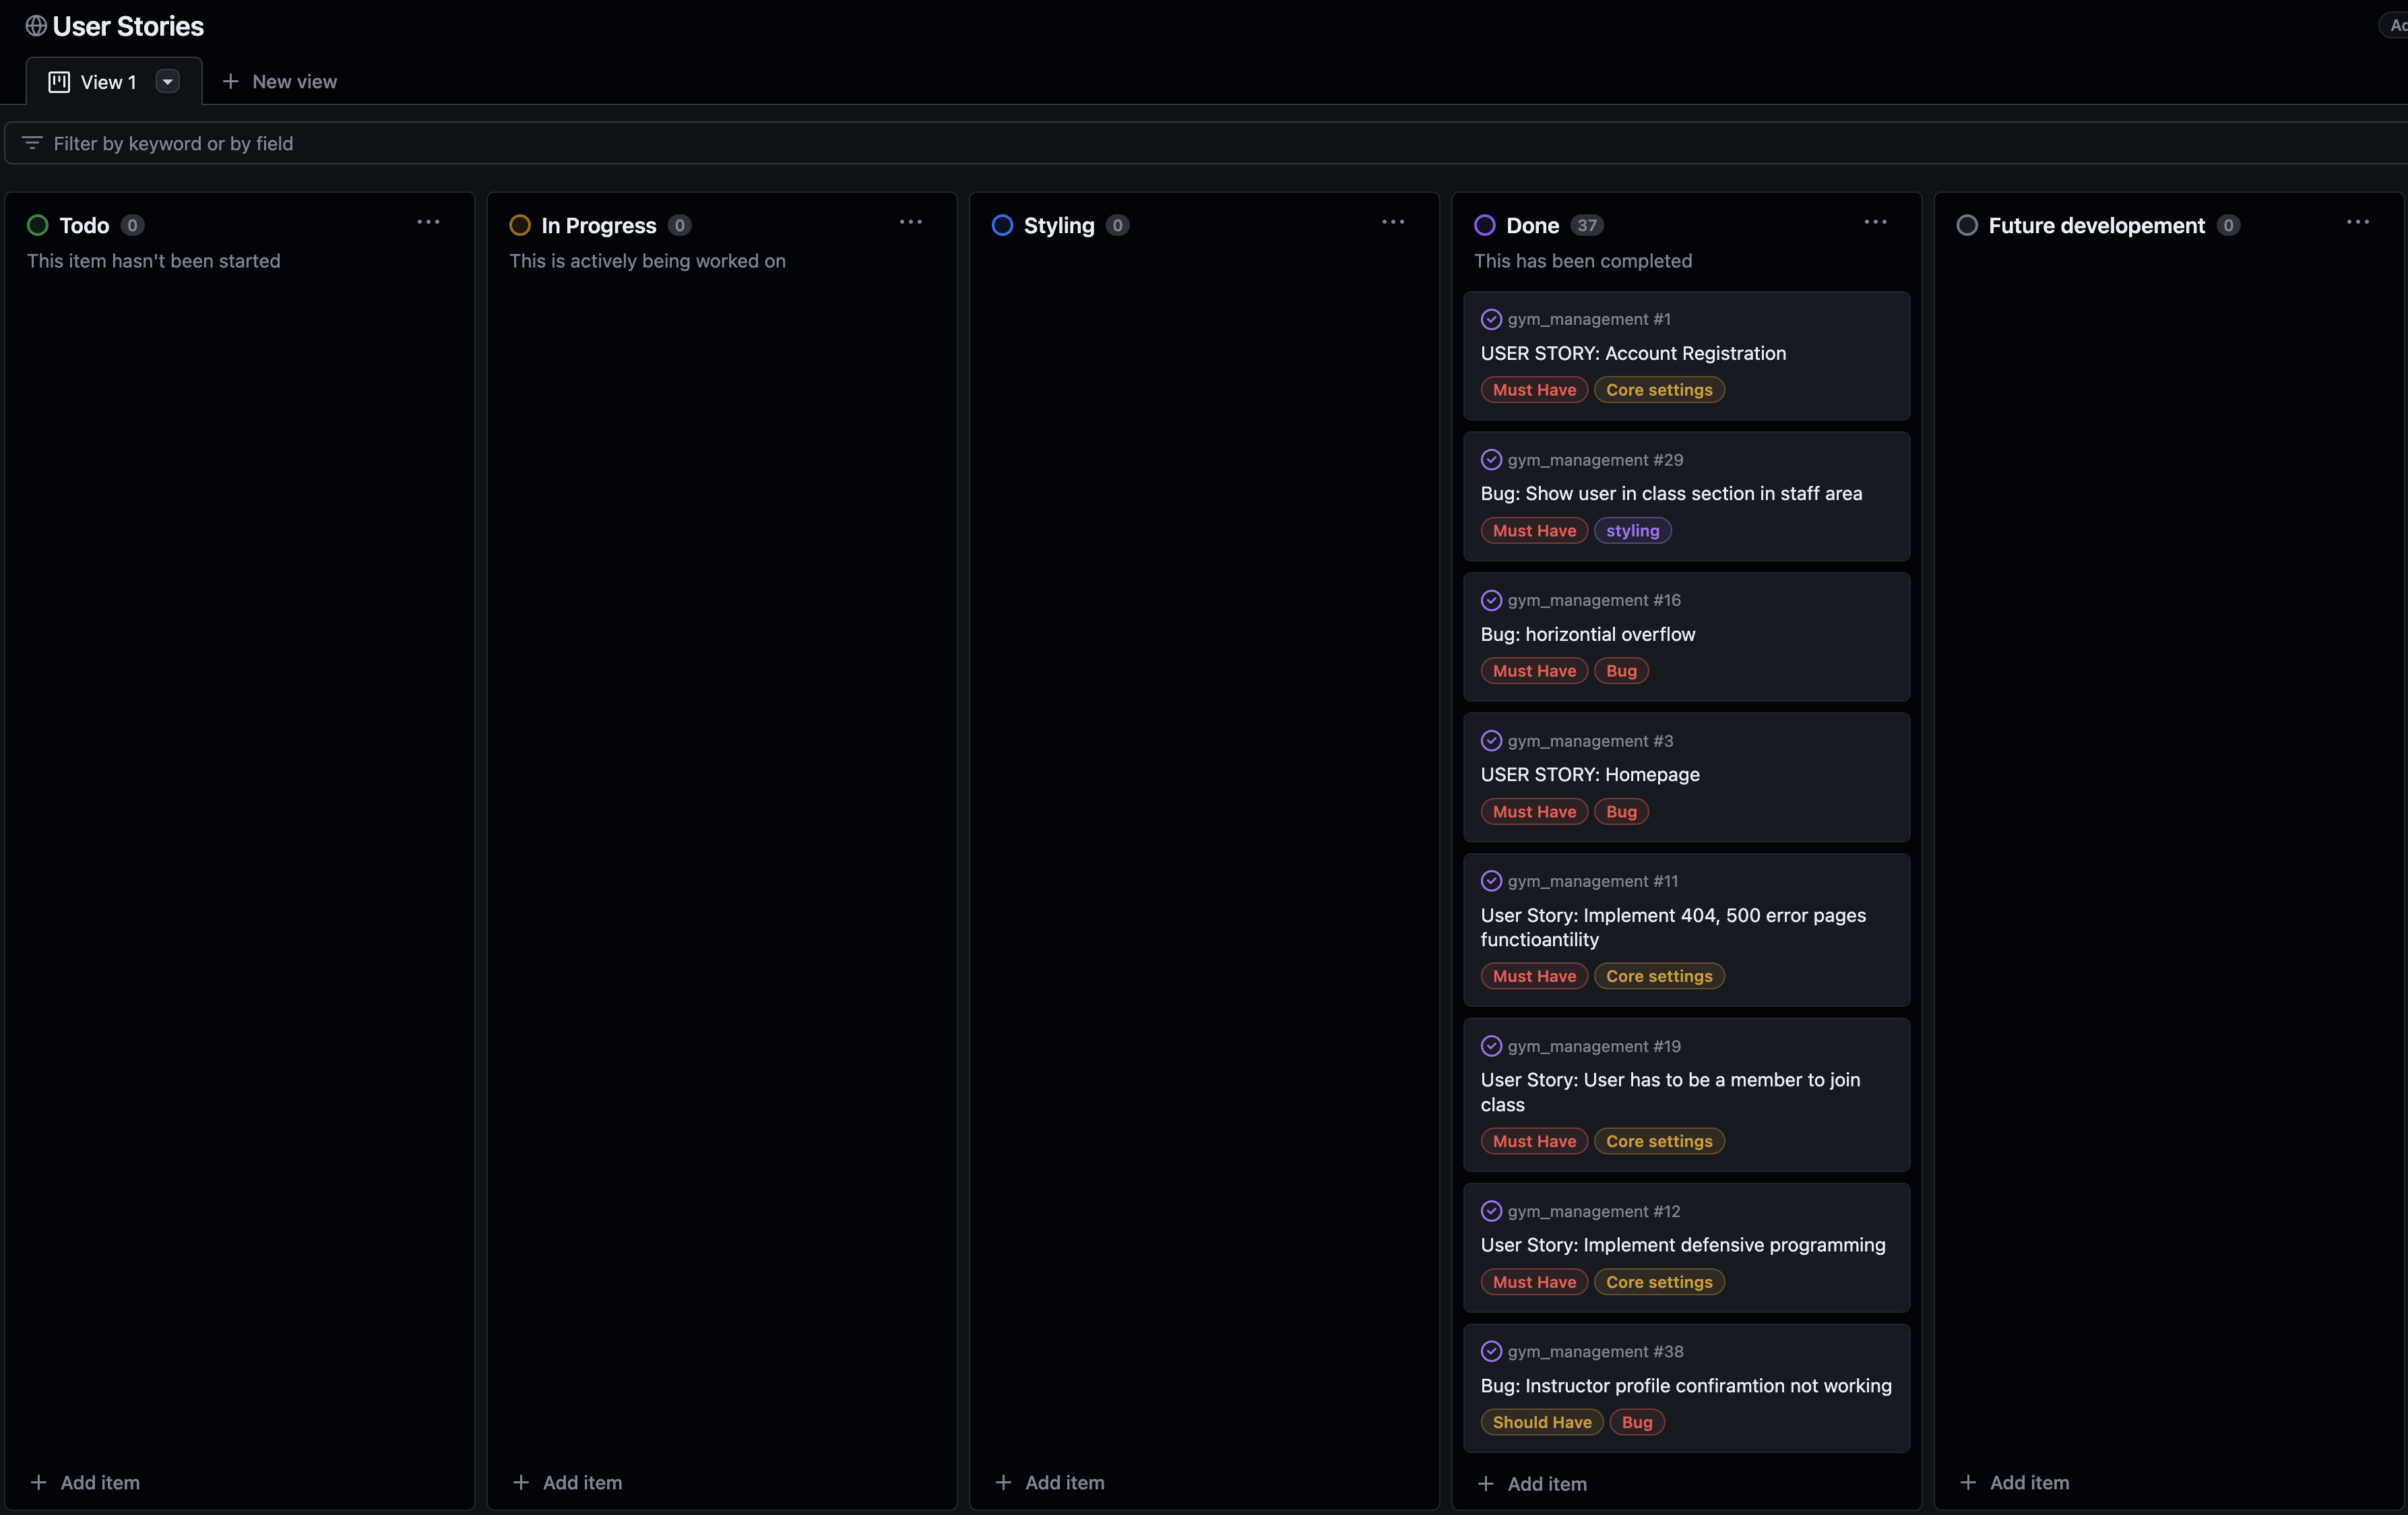 User Stories
View 1
New view
Filter by keyword or by field
Todo 0
This item hasn't been started
Add item
In Progress 0
This is actively being worked on
Add item
Styling 0
Add item
Done 37
This has been completed
gym_management #1
USER STORY: Account Registration
Must Have Core settings
gym_management #29
Bug: Show user in class section in staff area
Must Have styling
gym_management #16
Bug: horizontial overflow
Must Have Bug
gym_management #3
USER STORY: Homepage
Must Have Bug
gym_management #11
User Story: Implement 404, 500 error pages
functioantility
Must Have Core settings
gym_management #19
User Story: User has to be a member to join
class
Must Have Core settings
gym_management #12
User Story: Implement defensive programming
Must Have Core settings
gym_management #38
Bug: Instructor profile confiramtion not working
Should Have Bug
Add item
Future developement 0
Add item